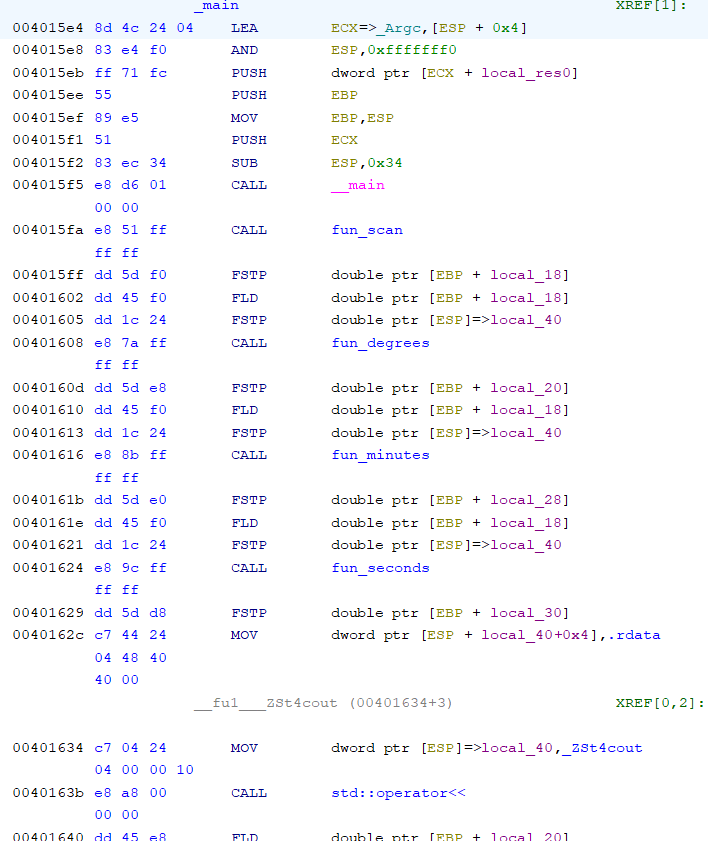 _main XREF[1]:
004015e4 8d 4c 24 04 LEA ECX=>_Argc,[ESP + 0x4]
004015e8 83 e4 f0 AND ESP,0xfffffff0
004015eb ff 71 fc PUSH dword ptr [ECX + local_res0]
004015ee 55 PUSH EBP
004015ef 89 e5 MOV EBP,ESP
004015f1 51 PUSH ECX
004015f2 83 ec 34 SUB ESP,0x34
004015f5 e8 d6 01 CALL __main
00 00
004015fa e8 51 ff CALL fun_scan
ff ff
004015ff dd 5d f0 FSTP double ptr [EBP + local_18]
00401602 dd 45 f0 FLD double ptr [EBP + local_18]
00401605 dd 1c 24 FSTP double ptr [ESP]=>local_40
00401608 e8 7a ff CALL fun_degrees
ff ff
0040160d dd 5d e8 FSTP double ptr [EBP + local_20]
00401610 dd 45 f0 FLD double ptr [EBP + local_18]
00401613 dd 1c 24 FSTP double ptr [ESP]=>local_40
00401616 e8 8b ff CALL fun_minutes
ff ff
0040161b dd 5d e0 FSTP double ptr [EBP + local_28]
0040161e dd 45 f0 FLD double ptr [EBP + local_18]
00401621 dd 1c 24 FSTP double ptr [ESP]=>local_40
00401624 e8 9c ff CALL fun_seconds
ff ff
00401629 dd 5d d8 FSTP double ptr [EBP + local_30]
0040162c c7 44 24 MOV dword ptr [ESP + local_40+0x4],.rdata
04 48 40
40 00
__fu1___ZSt4cout (00401634+3) XREF[0,2]:
00401634 c7 04 24 MOV dword ptr [ESP]=>local_40,_ZSt4cout
04 00 00 10
0040163b e8 a8 00 CALL std::operator<<
00 00
00401640 dd 45 e8 FLD double ptr [EBP + local_20]